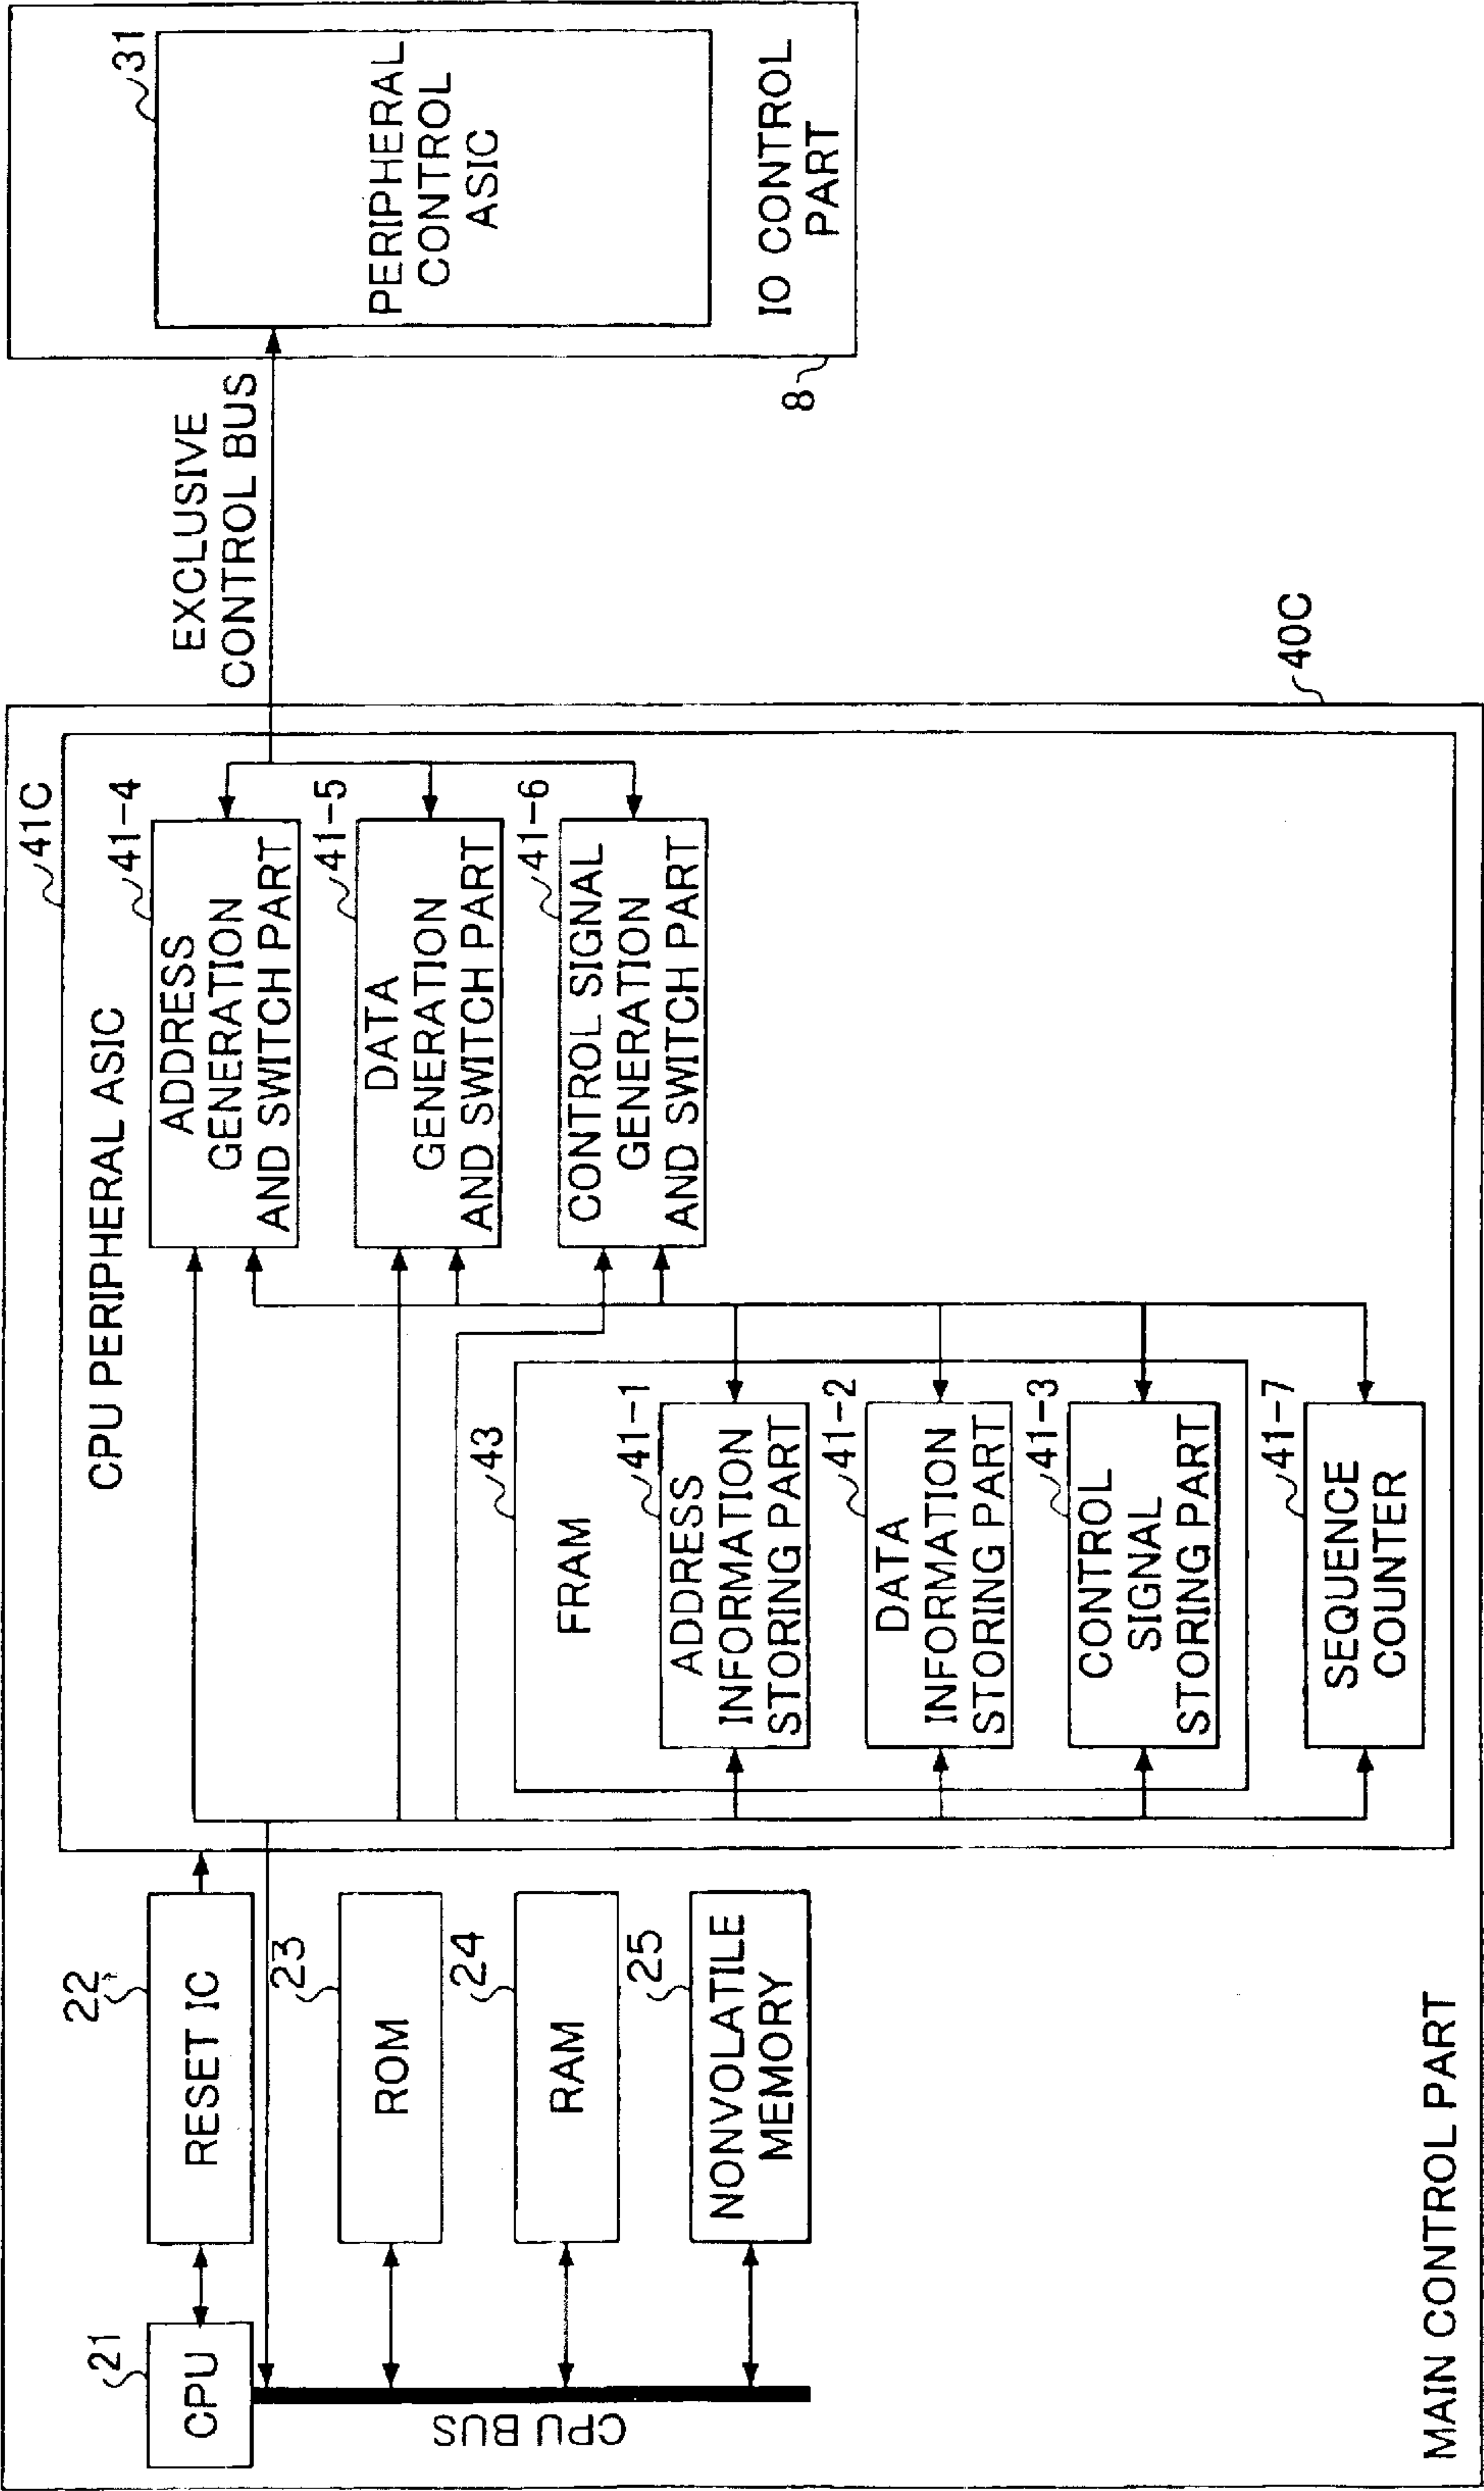 MAIN CONTROL PART
40C
21
CPU
CPU BUS
22
RESET IC
23
ROM
24
RAM
25
NONVOLATILE
MEMORY
41C
CPU PERIPHERAL ASIC
43
FRAM
41-1
ADDRESS
INFORMATION
STORING PART
41-2
DATA
INFORMATION
STORING PART
41-3
CONTROL
SIGNAL
STORING PART
41-7
SEQUENCE
COUNTER
41-4
ADDRESS
GENERATION
AND SWITCH PART
41-5
DATA
GENERATION
AND SWITCH PART
41-6
CONTROL SIGNAL
GENERATION
AND SWITCH PART
EXCLUSIVE
CONTROL BUS
31
PERIPHERAL
CONTROL
ASIC
IO CONTROL
PART
8